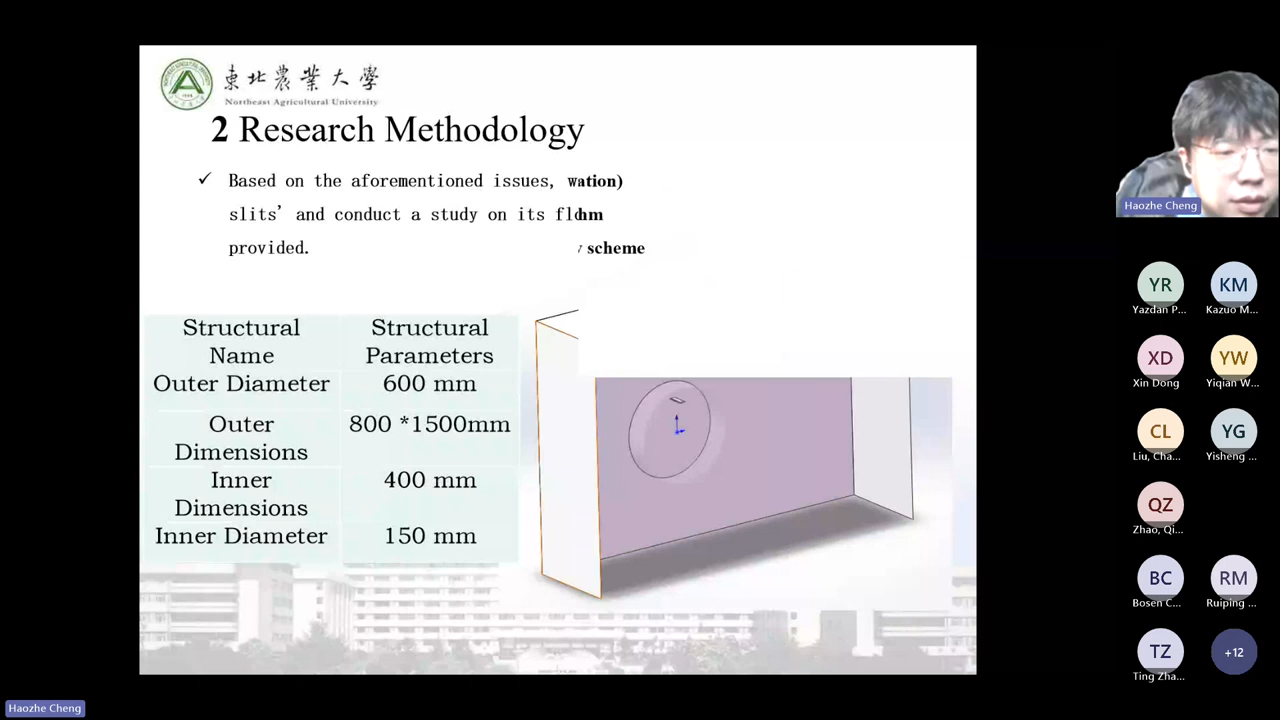 東北農業大學
Northeast Agricultural University
2 Research Methodology
✓ Based on the aforementioned issues, wation)
slits' and conduct a study on its flohm
provided. y scheme
Structural Name
Structural Parameters
Outer Diameter
600 mm
Outer Dimensions
800 *1500mm
Inner Dimensions
400 mm
Inner Diameter
150 mm
Haozhe Cheng
YR
KM
Yazdan P...
Kazuo M...
XD
YW
Xin Dong
Yiqian W...
CL
YG
Liu, Cha...
Yisheng ...
QZ
Zhao, Qi...
BC
RM
Bosen C...
Ruiping ...
TZ
+12
Ting Zha...
Haozhe Cheng